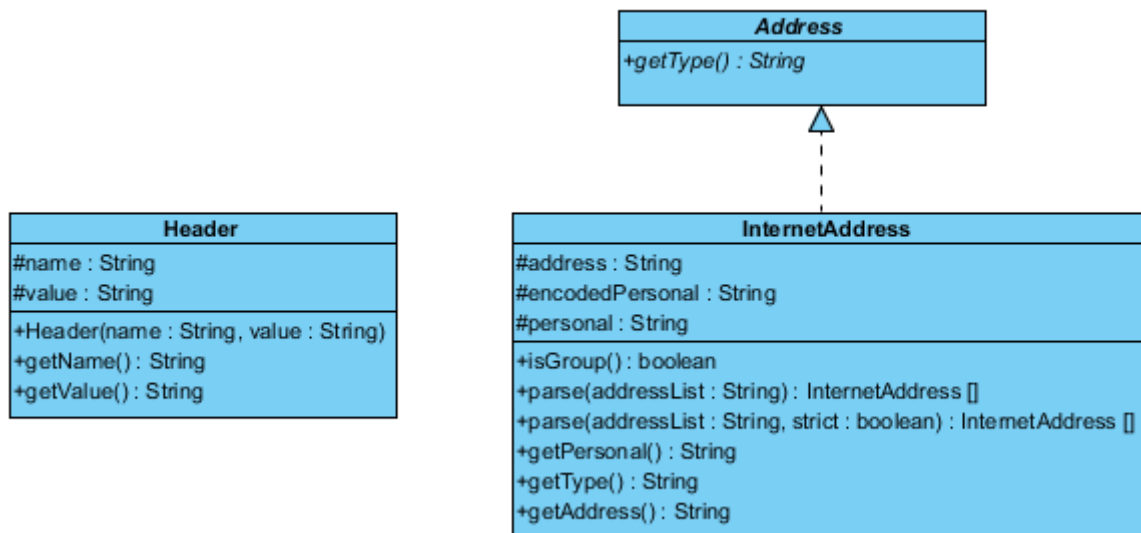 Address
+getType() : String
Header
#name : String
#value : String
+Header(name : String, value : String)
+getName() : String
+getValue() : String
InternetAddress
#address : String
#encodedPersonal : String
#personal : String
+isGroup() : boolean
+parse(addressList : String) : InternetAddress []
+parse(addressList : String, strict : boolean) : InternetAddress []
+getPersonal() : String
+getType() : String
+getAddress() : String